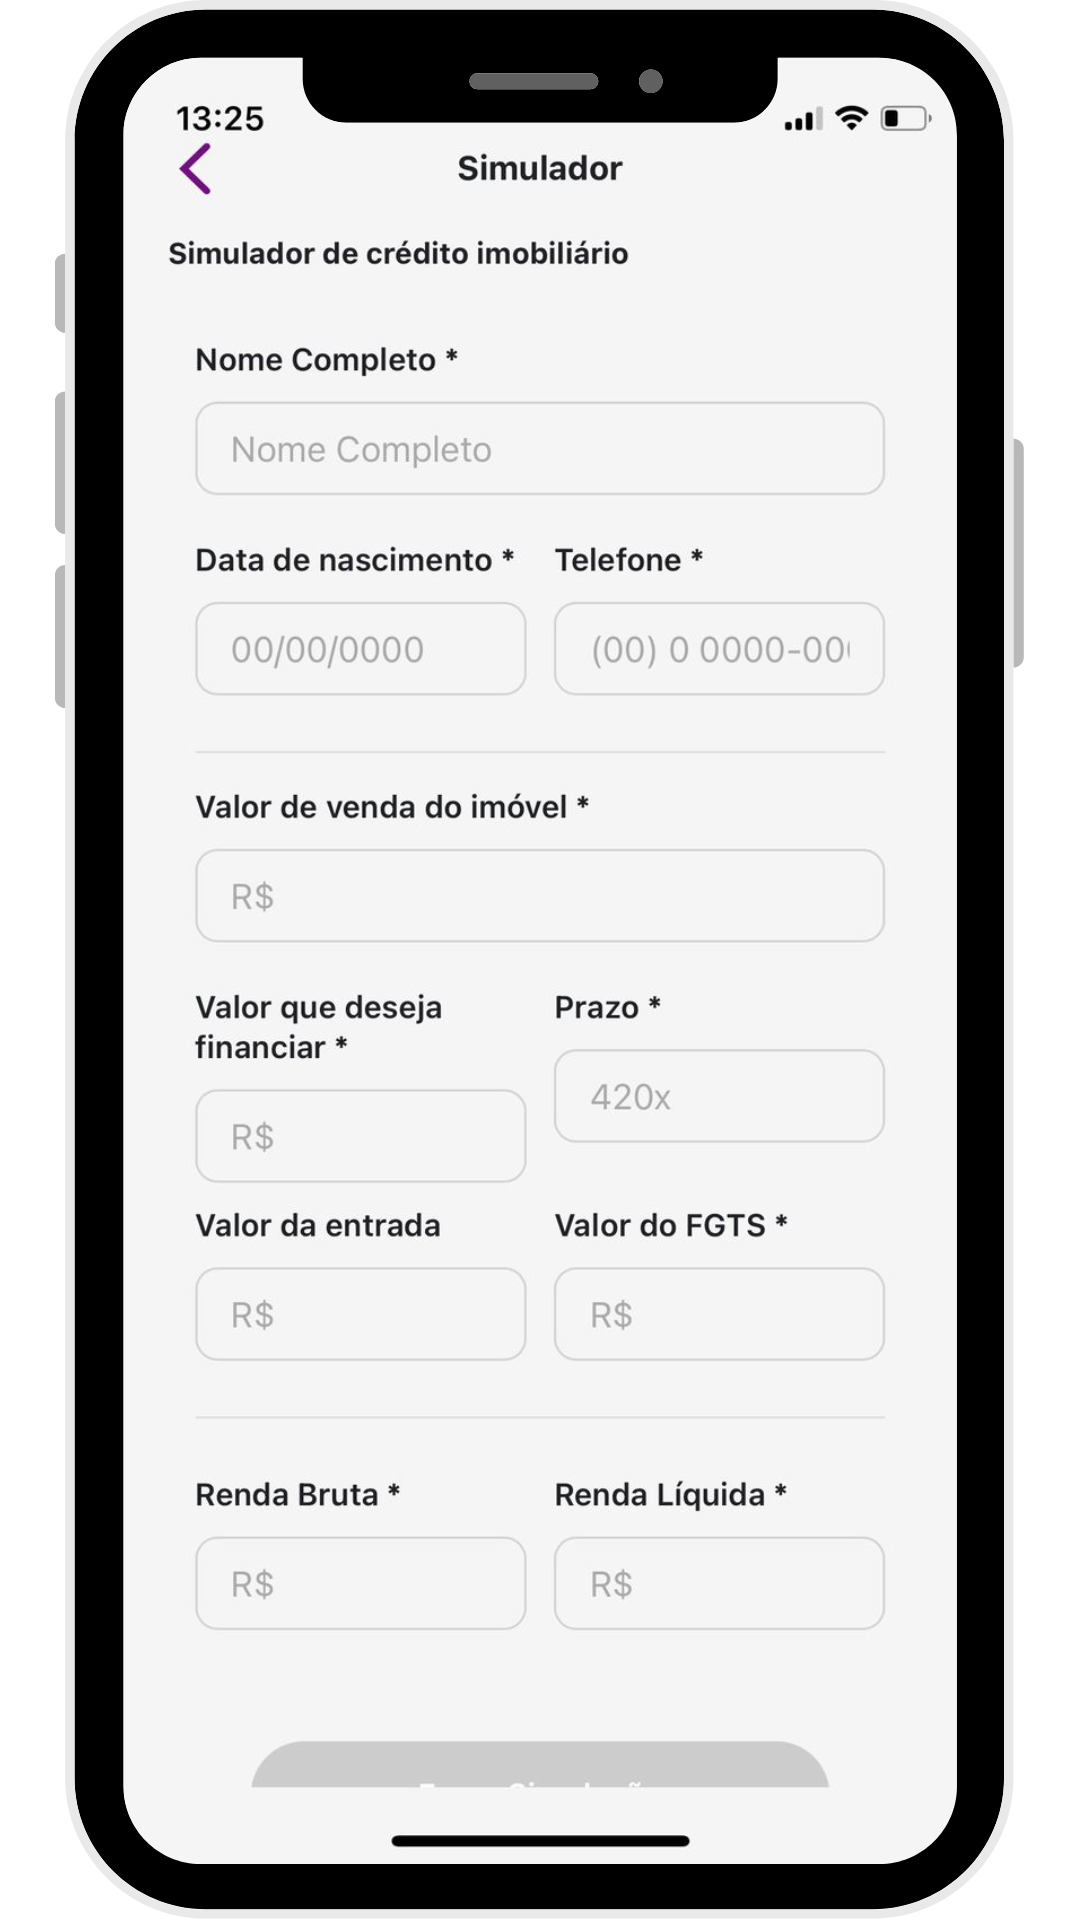 13:25
Simulador
Simulador de crédito imobiliário
Nome Completo *
Nome Completo
Data de nascimento * Telefone *
00/00/0000 (00) 0 0000-00
Valor de venda do imóvel *
R$
Valor que deseja financiar * Prazo *
R$ 420x
Valor da entrada Valor do FGTS *
R$ R$
Renda Bruta * Renda Líquida *
R$ R$